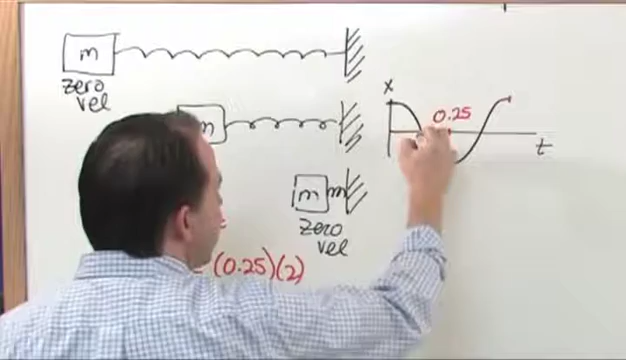 m
zero
vel
x
0.25
t
m
m
zero
vel
= (0.25)(2)